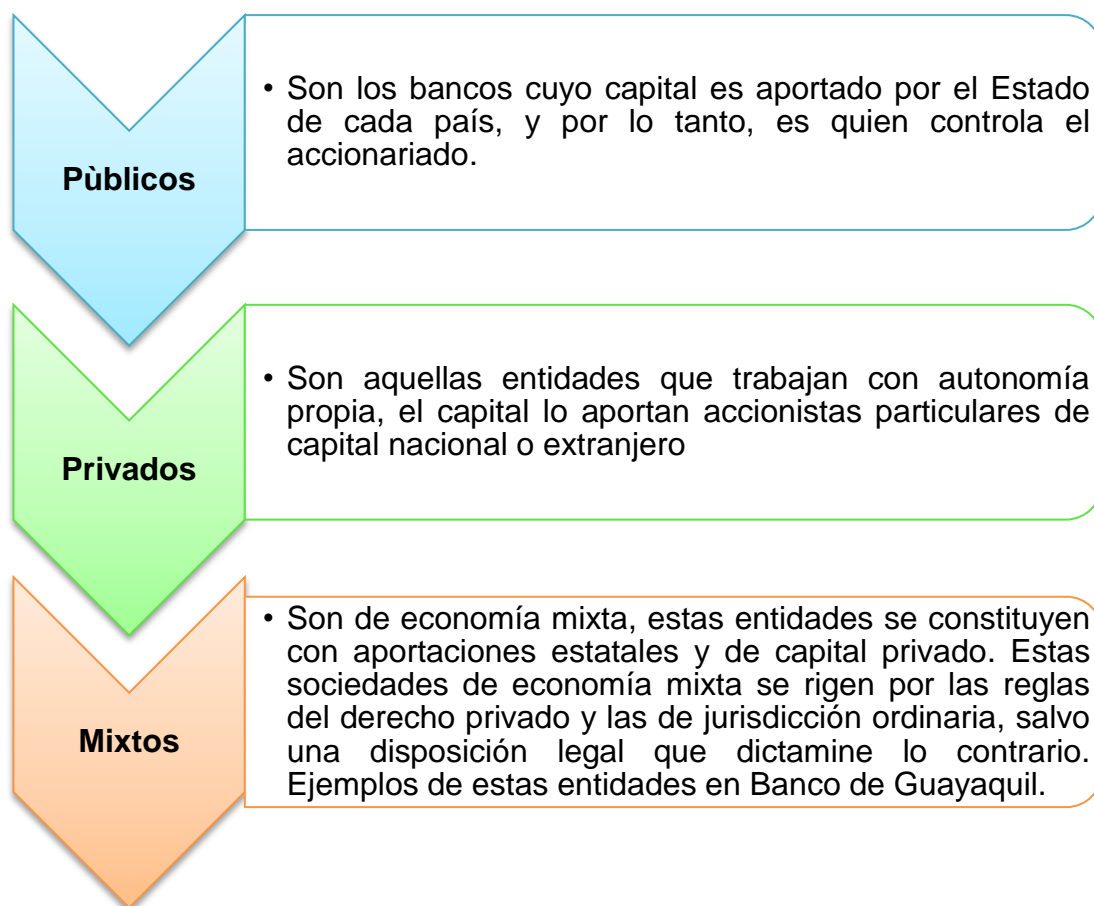 Pùblicos
• Son los bancos cuyo capital es aportado por el Estado
de cada país, y por lo tanto, es quien controla el
accionariado.
Privados
• Son aquellas entidades que trabajan con autonomía
propia, el capital lo aportan accionistas particulares de
capital nacional o extranjero
Mixtos
• Son de economía mixta, estas entidades se constituyen
con aportaciones estatales y de capital privado. Estas
sociedades de economía mixta se rigen por las reglas
del derecho privado y las de jurisdicción ordinaria, salvo
una disposición legal que dictamine lo contrario.
Ejemplos de estas entidades en Banco de Guayaquil.